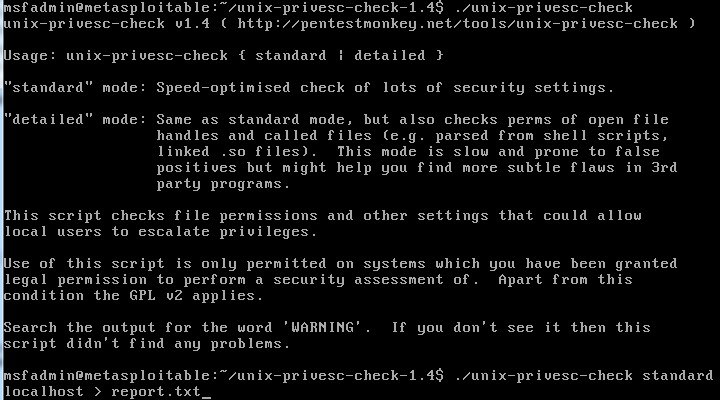 msfadmin@metasploitable:~/unix-privesc-check-1.4$ ./unix-privesc-check
unix-privesc-check v1.4 ( http://pentestmonkey.net/tools/unix-privesc-check )
Usage: unix-privesc-check { standard | detailed }
"standard" mode: Speed-optimised check of lots of security settings.
"detailed" mode: Same as standard mode, but also checks perms of open file
handles and called files (e.g. parsed from shell scripts,
linked .so files).  This mode is slow and prone to false
positives but might help you find more subtle flaws in 3rd
party programs.
This script checks file permissions and other settings that could allow
local users to escalate privileges.
Use of this script is only permitted on systems which you have been granted
legal permission to perform a security assessment of.  Apart from this
condition the GPL v2 applies.
Search the output for the word 'WARNING'.  If you don't see it then this
script didn't find any problems.
msfadmin@metasploitable:~/unix-privesc-check-1.4$ ./unix-privesc-check standard
localhost > report.txt_